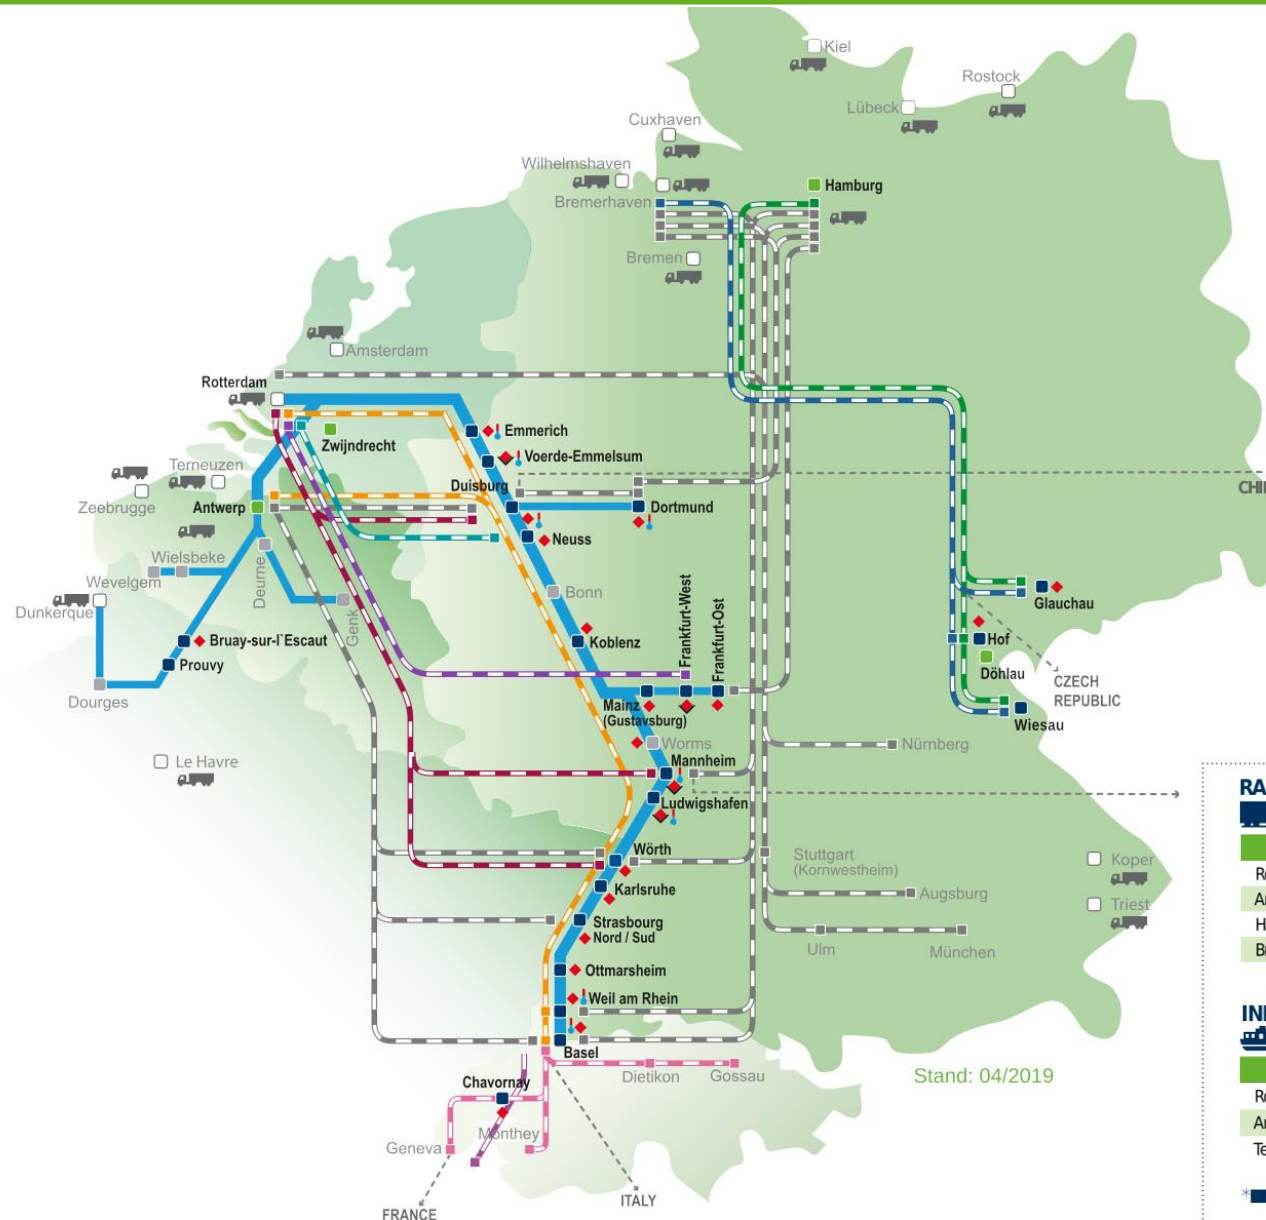 Kiel
Rostock
Lübeck
Cuxhaven
Wilhelmshaven
Hamburg
Bremerhaven
Bremen
Amsterdam
Rotterdam
Emmerich
Zwijndrecht
Voerde-Emmelsum
Terneuzen
Duisburg
CHI
Zeebrugge
Antwerp
Dortmund
Neuss
Wielsbeke
Wevelgem
Deurne
Bonn
Dunkerque
Genk
Glauchau
Frankfurt-West
Frankfurt-Ost
Bruay-sur-l`Escaut
Koblenz
Hof
Prouvy
Döhlau
CZECH
REPUBLIC
Dourges
Mainz
(Gustavsburg)
Wiesau
Worms
Nürnberg
Le Havre
Mannheim
RA
Ludwigshafen
Wörth
Stuttgart
(Kornwestheim)
Koper
Karlsruhe
Augsburg
Triest
Strasbourg
Nord / Sud
Ulm
München
Ottmarsheim
Weil am Rhein
Basel
Stand: 04/2019
Chavornay
Dietikon
Gossau
Monthey
Geneva
ITALY
FRANCE